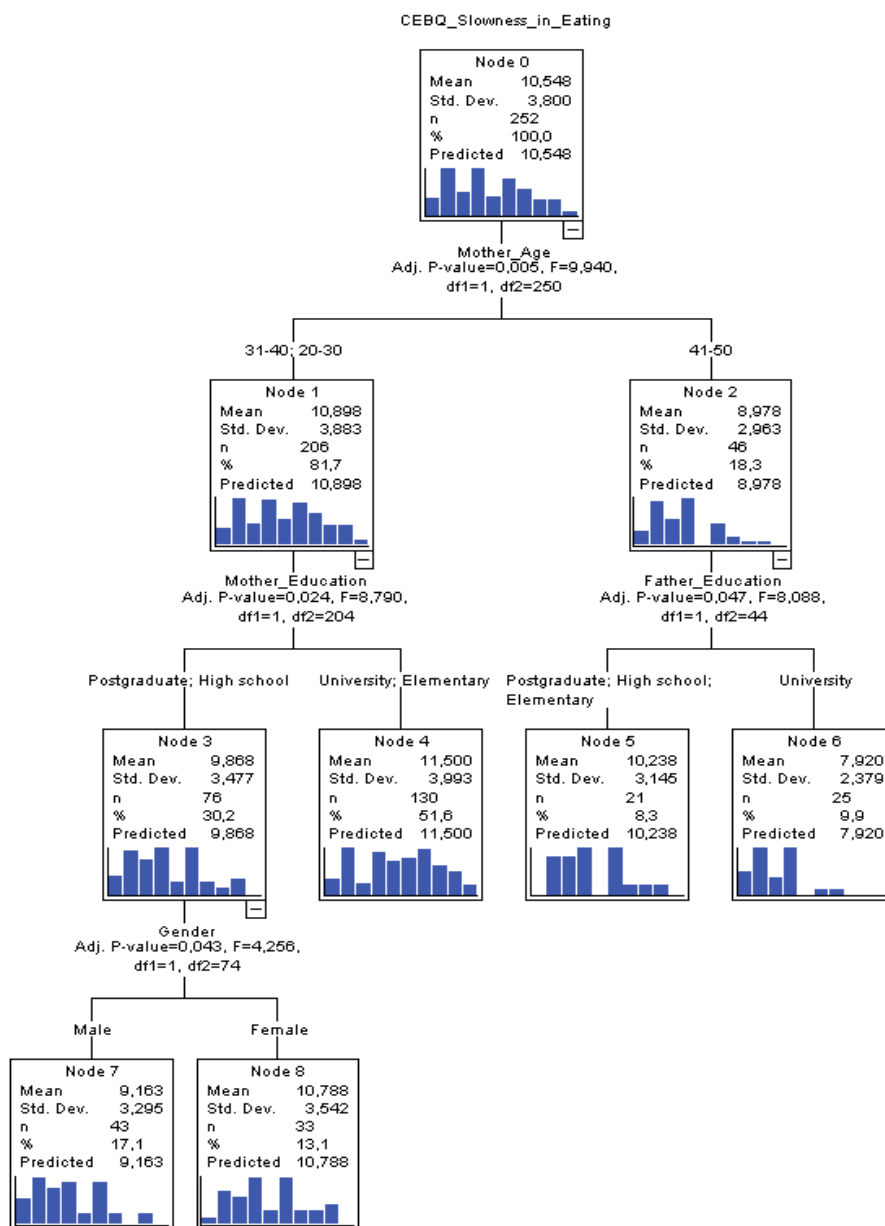 CEBQ_Slowness_in_Eating
Node 0
Mean 10,548
Std. Dev. 3,800
n 252
% 100,0
Predicted 10,548
Mother_Age
Adj. P-value=0,005, F=9,940,
df1=1, df2=250
31-40; 20-30
41-50
Node 1
Mean 10,898
Std. Dev. 3,883
n 206
% 81,7
Predicted 10,898
Node 2
Mean 8,978
Std. Dev. 2,963
n 46
% 18,3
Predicted 8,978
Mother_Education
Adj. P-value=0,024, F=8,790,
df1=1, df2=204
Father_Education
Adj. P-value=0,047, F=8,088,
df1=1, df2=44
Postgraduate; High school
University; Elementary
Postgraduate; High school;
Elementary
University
Node 3
Mean 9,868
Std. Dev. 3,477
n 76
% 30,2
Predicted 9,868
Node 4
Mean 11,500
Std. Dev. 3,993
n 130
% 51,6
Predicted 11,500
Node 5
Mean 10,238
Std. Dev. 3,145
n 21
% 8,3
Predicted 10,238
Node 6
Mean 7,920
Std. Dev. 2,379
n 25
% 9,9
Predicted 7,920
Gender
Adj. P-value=0,043, F=4,256,
df1=1, df2=74
Male
Female
Node 7
Mean 9,163
Std. Dev. 3,295
n 43
% 17,1
Predicted 9,163
Node 8
Mean 10,788
Std. Dev. 3,542
n 33
% 13,1
Predicted 10,788